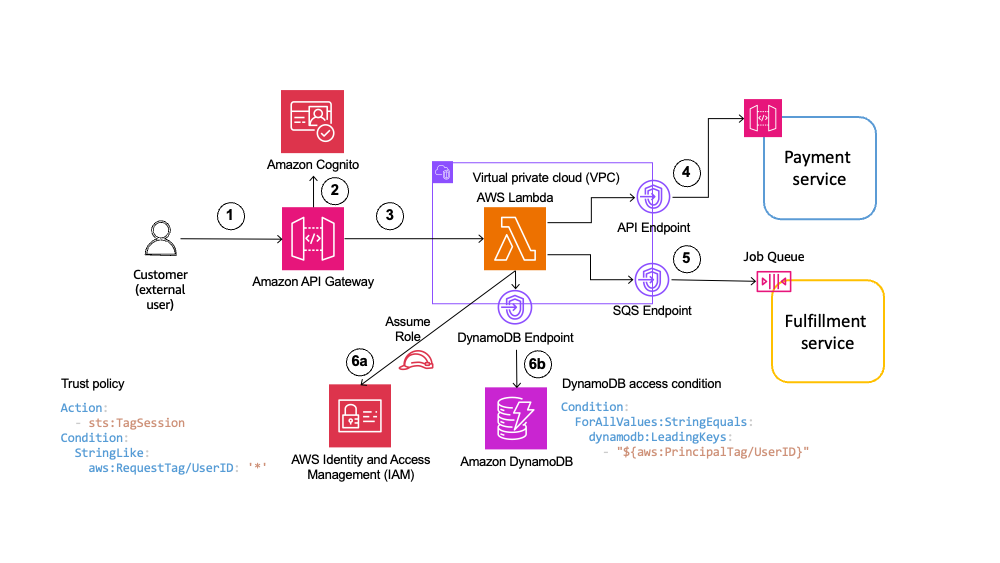 Amazon Cognito
1
2
3
Customer
(external
user)
Amazon API Gateway
Virtual private cloud (VPC)
AWS Lambda
4
API Endpoint
Payment
service
5
SQS Endpoint
Job Queue
Fulfillment
service
DynamoDB Endpoint
Assume
Role
6a
6b
AWS Identity and Access
Management (IAM)
Amazon DynamoDB
Trust policy
Action:
- sts:TagSession
Condition:
StringLike:
aws:RequestTag/UserID: '*'
DynamoDB access condition
Condition:
ForAllValues:StringEquals:
dynamodb:LeadingKeys:
- "${aws:PrincipalTag/UserID}"